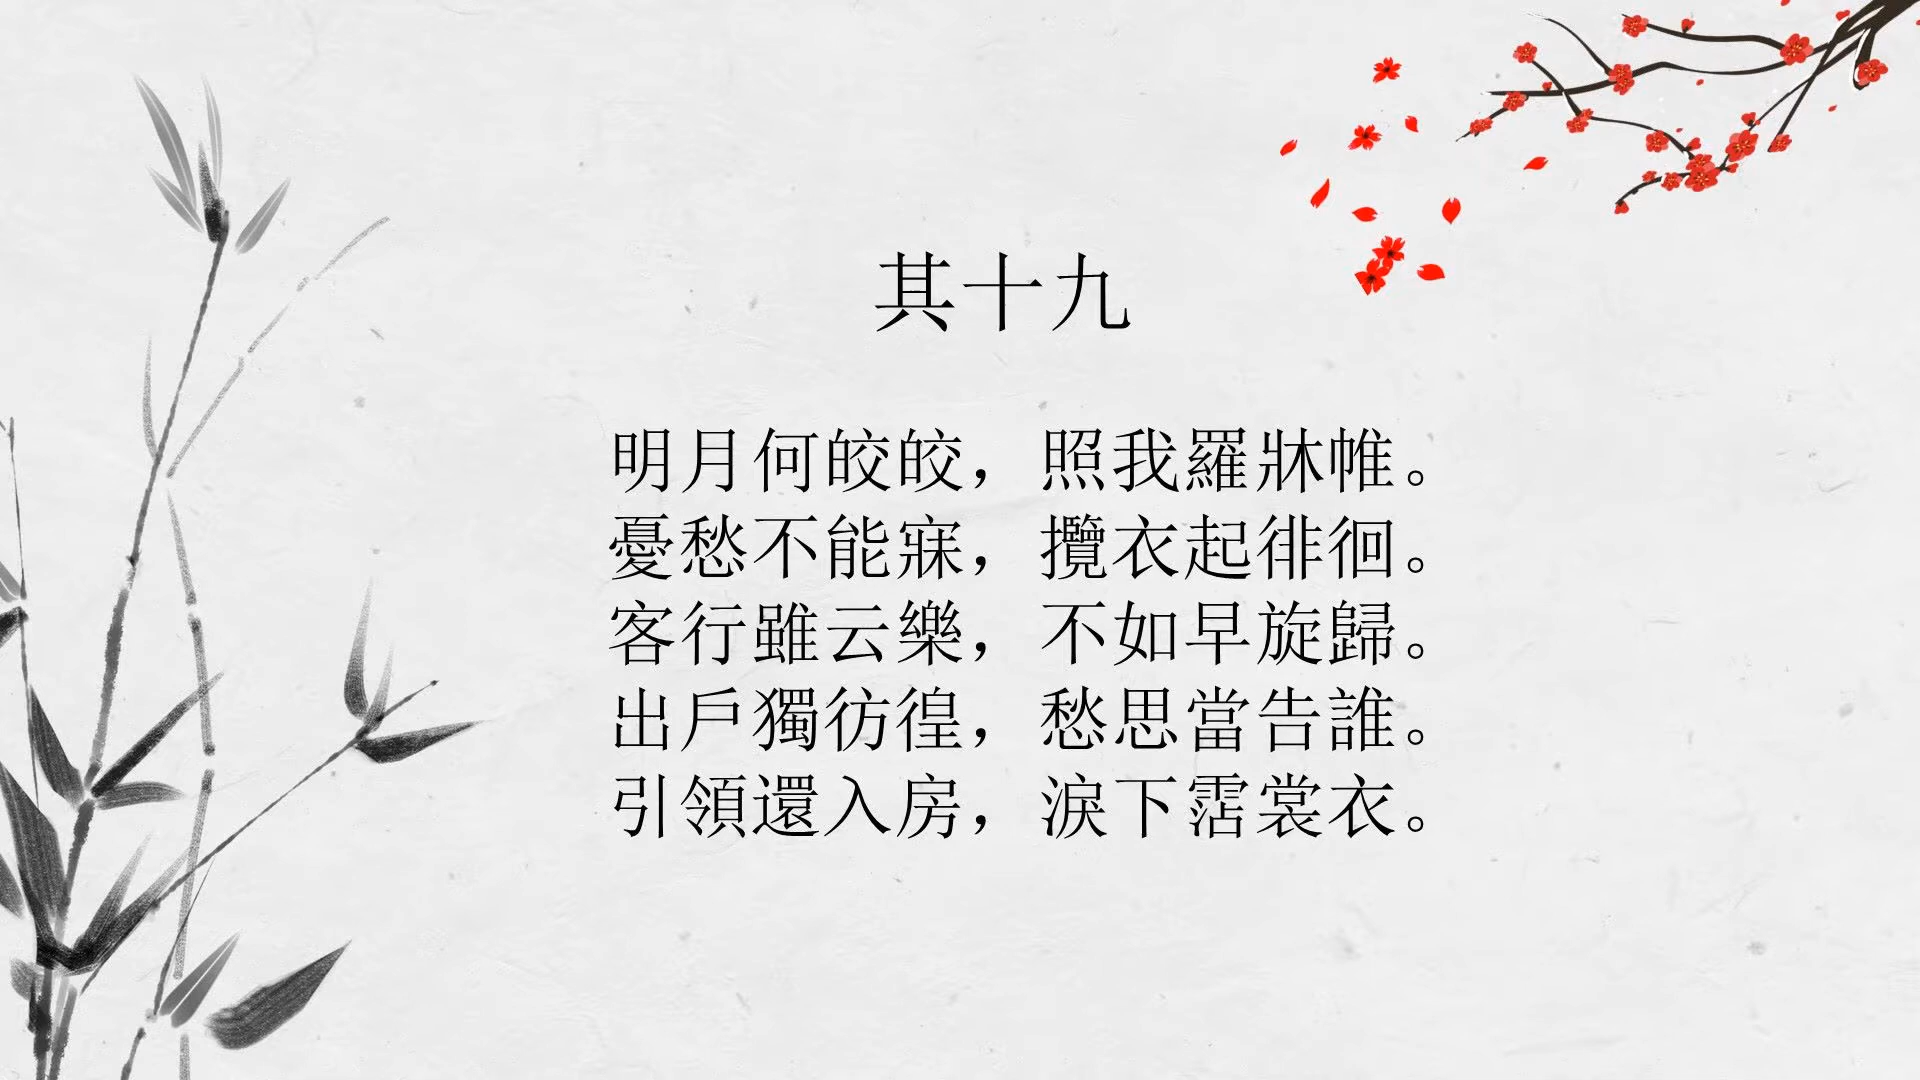 其十九
明月何皎皎，照我羅牀帷。
憂愁不能寐，攬衣起徘徊。
客行雖云樂，不如早旋歸。
出戶獨彷徨，愁思當告誰。
引領還入房，淚下霑裳衣。